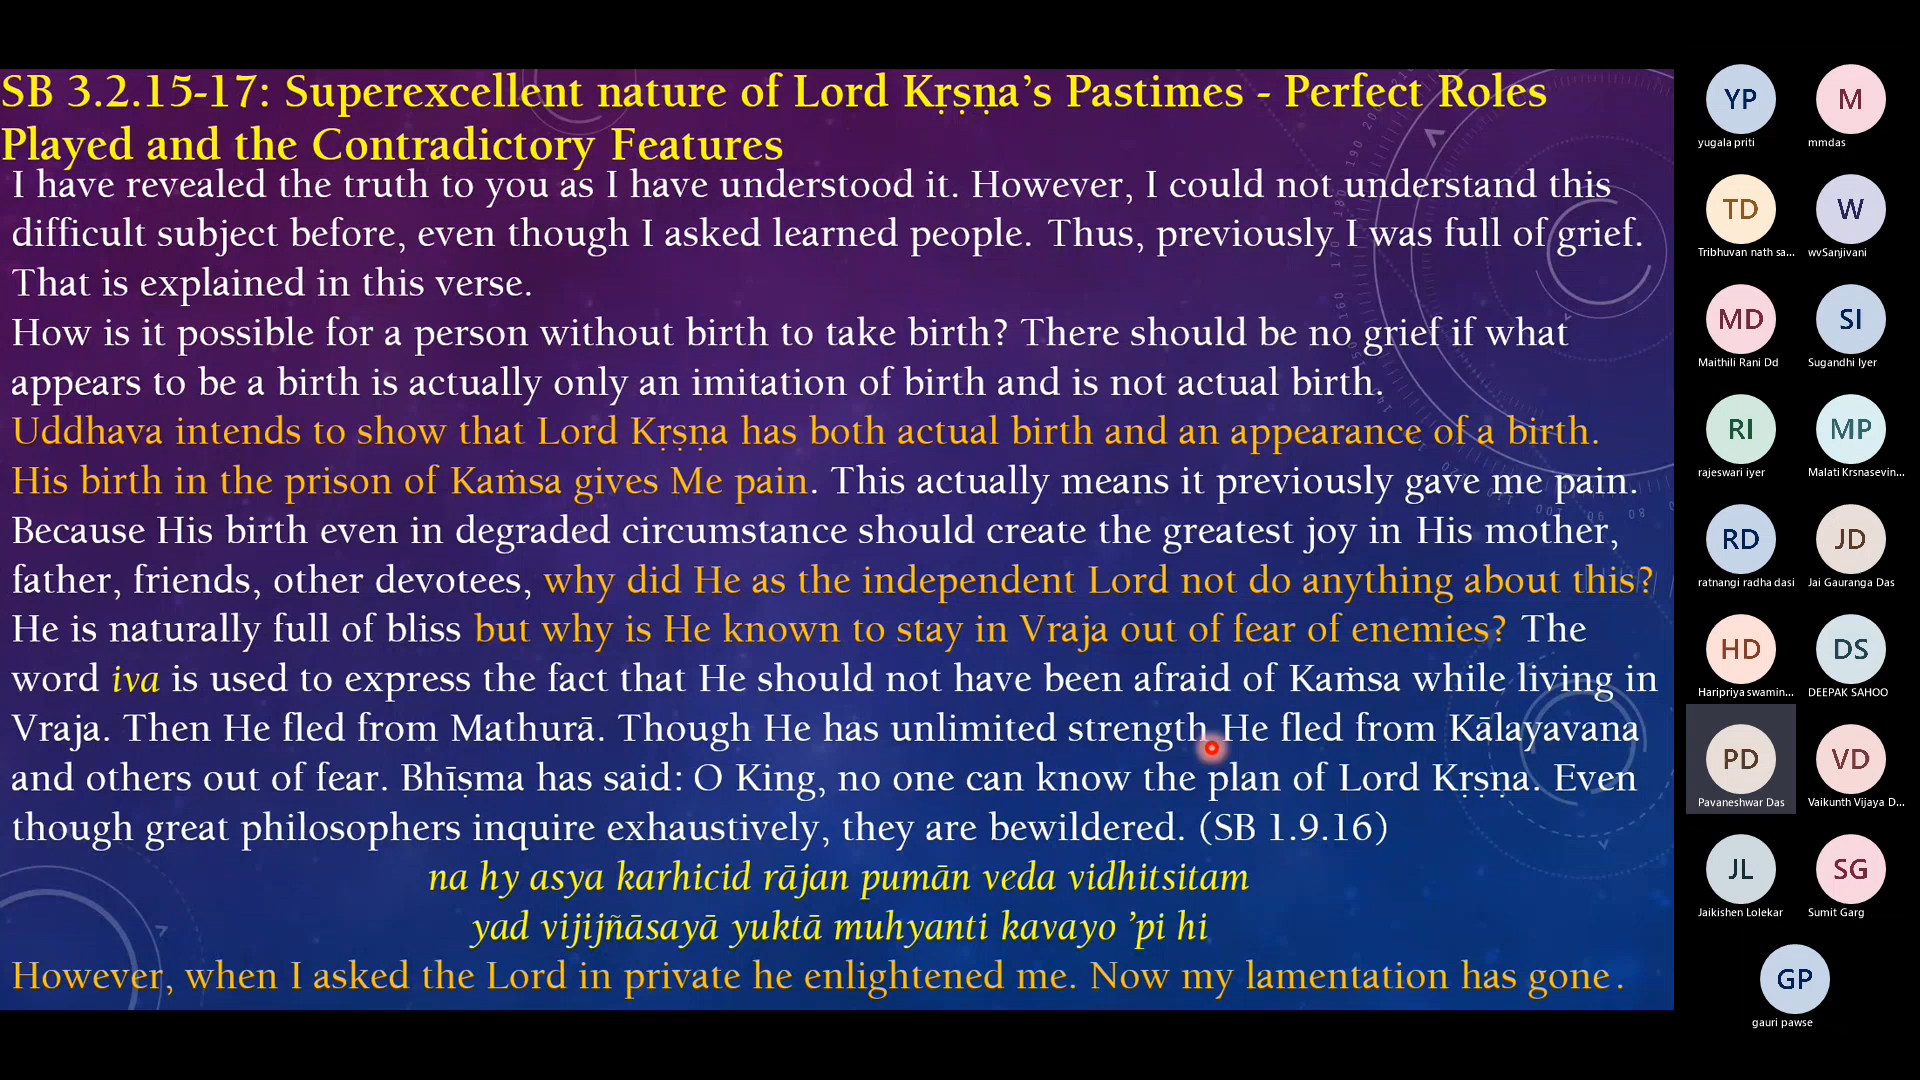 SB 3.2.15-17: Superexcellent nature of Lord Kṛṣṇa’s Pastimes - Perfect Roles
Played and the Contradictory Features
I have revealed the truth to you as I have understood it. However, I could not understand this
difficult subject before, even though I asked learned people. Thus, previously I was full of grief.
That is explained in this verse.
How is it possible for a person without birth to take birth? There should be no grief if what
appears to be a birth is actually only an imitation of birth and is not actual birth.
Uddhava intends to show that Lord Kṛṣṇa has both actual birth and an appearance of a birth.
His birth in the prison of Kaṁsa gives Me pain. This actually means it previously gave me pain.
Because His birth even in degraded circumstance should create the greatest joy in His mother,
father, friends, other devotees, why did He as the independent Lord not do anything about this?
He is naturally full of bliss but why is He known to stay in Vraja out of fear of enemies? The
word iva is used to express the fact that He should not have been afraid of Kaṁsa while living in
Vraja. Then He fled from Mathurā. Though He has unlimited strength He fled from Kālayavana
and others out of fear. Bhīṣma has said: O King, no one can know the plan of Lord Kṛṣṇa. Even
though great philosophers inquire exhaustively, they are bewildered. (SB 1.9.16)
na hy asya karhicid rājan pumān veda vidhitsitam
yad vijijñāsayā yuktā muhyanti kavayo ’pi hi
However, when I asked the Lord in private he enlightened me. Now my lamentation has gone.
YP
yugala priti
M
mmdas
TD
Tribhuvan nath sa...
W
wvSanjivani
MD
Maithili Rani Dd
SI
Sugandhi Iyer
RI
rajeswari iyer
MP
Malati Krsnasevin...
RD
ratnangi radha dasi
JD
Jai Gauranga Das
HD
Haripriya swamin...
DS
DEEPAK SAHOO
PD
Pavaneshwar Das
VD
Vaikunth Vijaya D...
JL
Jaikishen Lolekar
SG
Sumit Garg
GP
gauri pawse